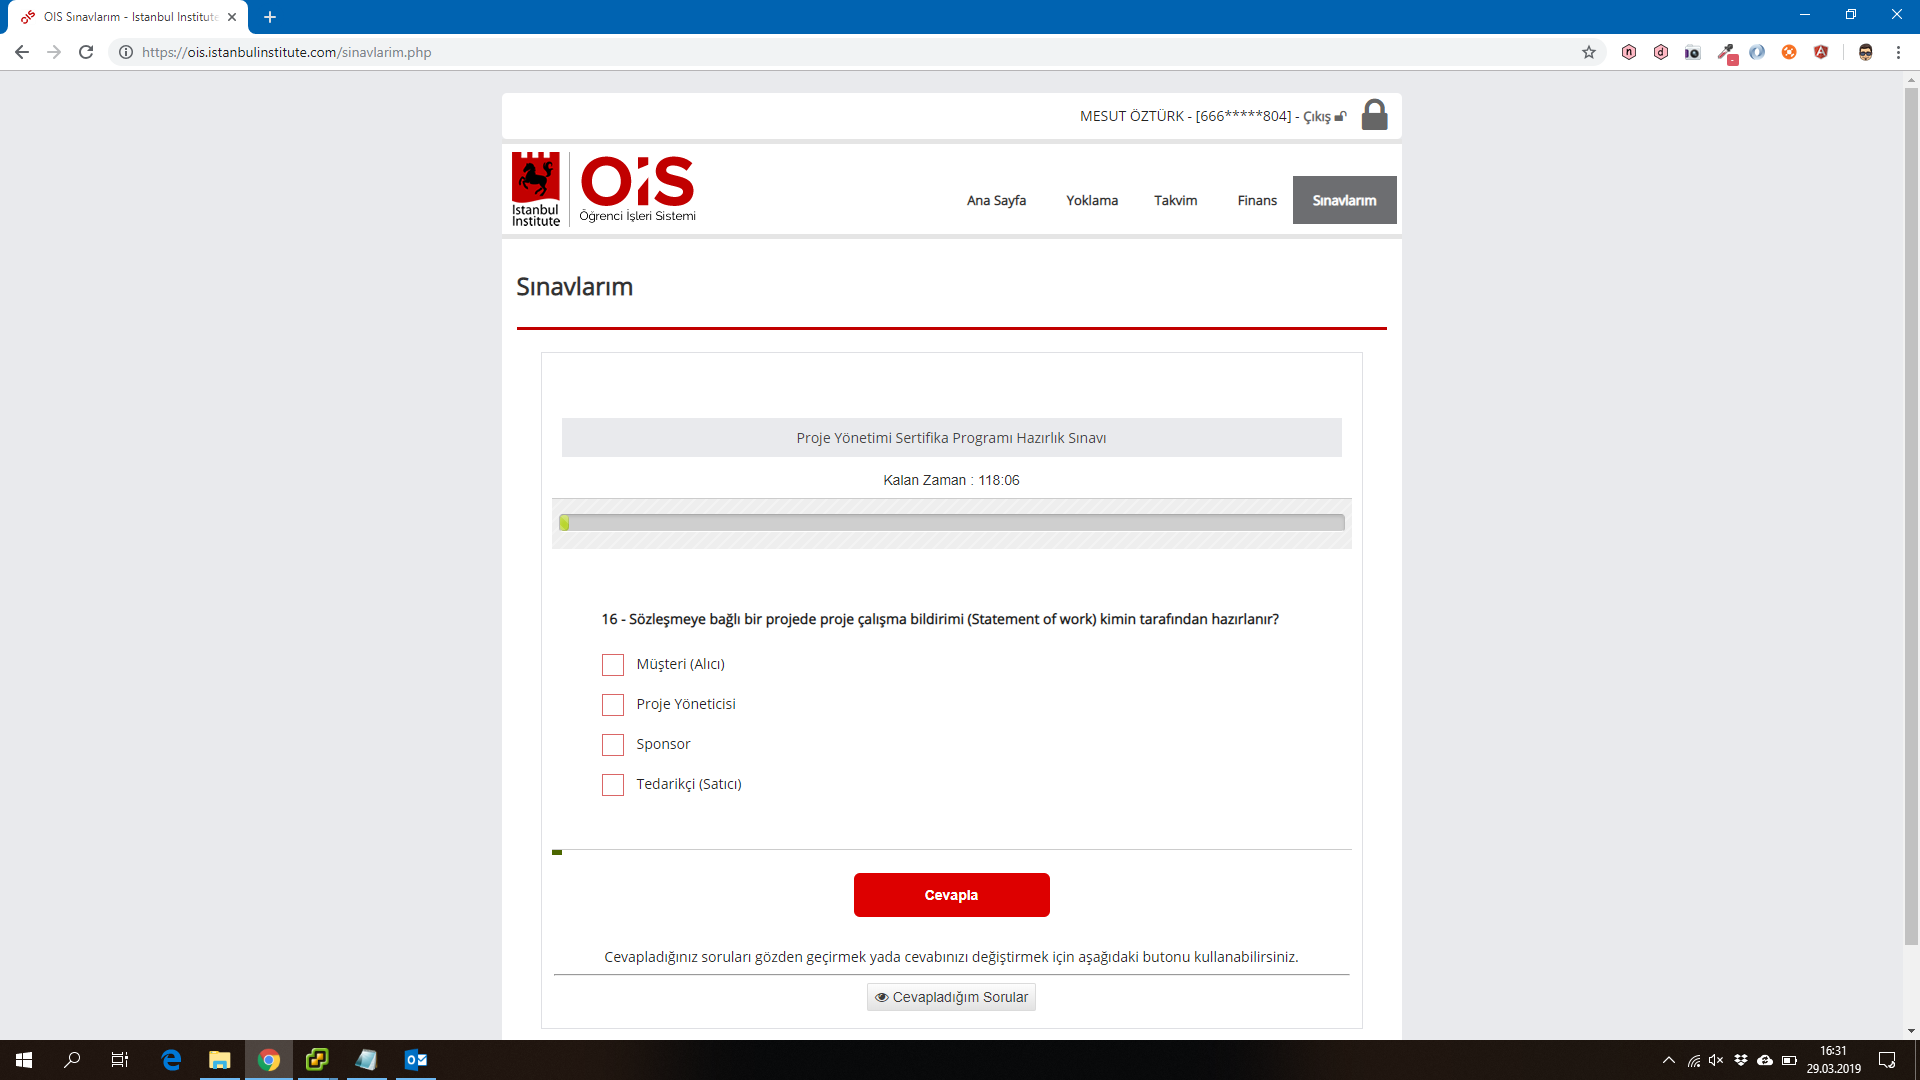 OIS Sınavlarım - Istanbul Institute
https://ois.istanbulinstitute.com/sinavlarim.php
MESUT ÖZTÜRK - [666*****804] - Çıkış
Istanbul
Institute
OiS
Öğrenci İşleri Sistemi
Ana Sayfa
Yoklama
Takvim
Finans
Sınavlarım
Sınavlarım
Proje Yönetimi Sertifika Programı Hazırlık Sınavı
Kalan Zaman : 118:06
16 - Sözleşmeye bağlı bir projede proje çalışma bildirimi (Statement of work) kimin tarafından hazırlanır?
Müşteri (Alıcı)
Proje Yöneticisi
Sponsor
Tedarikçi (Satıcı)
Cevapla
Cevapladığınız soruları gözden geçirmek yada cevabınızı değiştirmek için aşağıdaki butonu kullanabilirsiniz.
Cevapladığım Sorular
16:31
29.03.2019